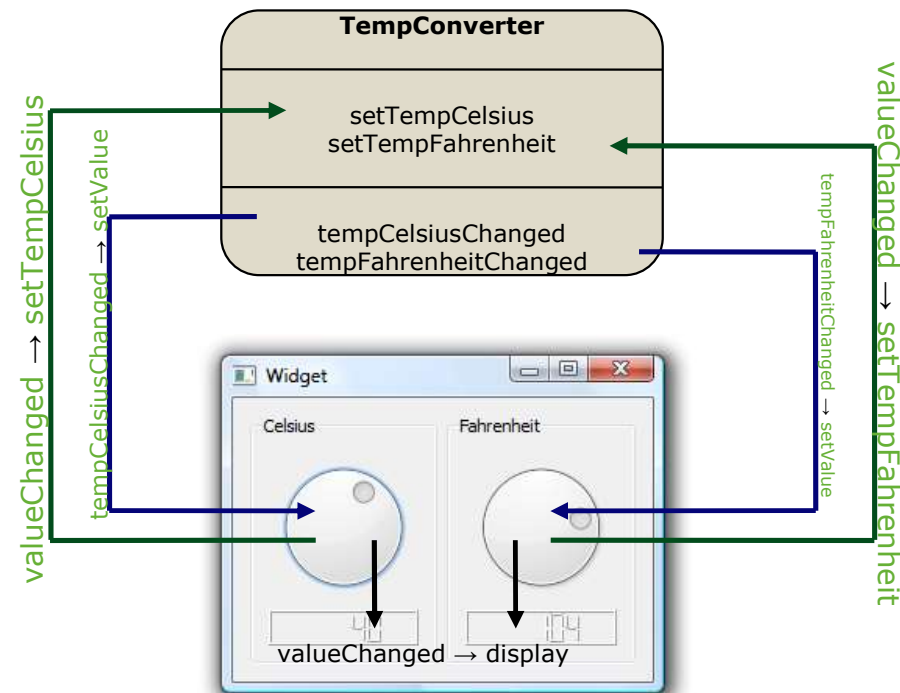 TempConverter
setTempCelsius
setTempFahrenheit
tempCelsiusChanged
tempFahrenheitChanged
valueChanged → setTempCelsius
tempCelsiusChanged → setValue
tempFahrenheitChanged → setValue
valueChanged → setTempFahrenheit
Widget
Celsius
Fahrenheit
40
104
valueChanged → display